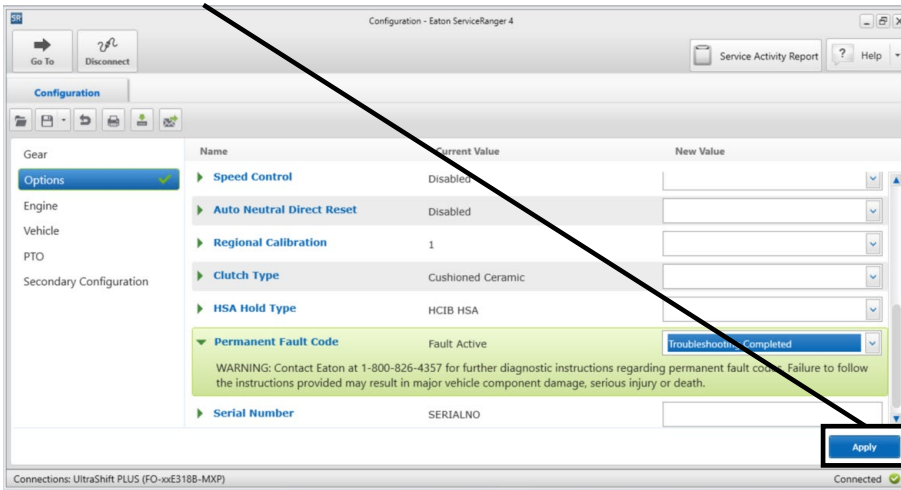 SR
Configuration - Eaton ServiceRanger 4
Go To
Disconnect
Service Activity Report
? Help
Configuration
Gear
Options
Engine
Vehicle
PTO
Secondary Configuration
Name Current Value New Value
Speed Control Disabled
Auto Neutral Direct Reset Disabled
Regional Calibration 1
Clutch Type Cushioned Ceramic
HSA Hold Type HCIB HSA
Permanent Fault Code Fault Active Troubleshooting Completed
WARNING: Contact Eaton at 1-800-826-4357 for further diagnostic instructions regarding permanent fault codes. Failure to follow
the instructions provided may result in major vehicle component damage, serious injury or death.
Serial Number SERIALNO
Apply
Connections: UltraShift PLUS (FO-xxE318B-MXP) Connected